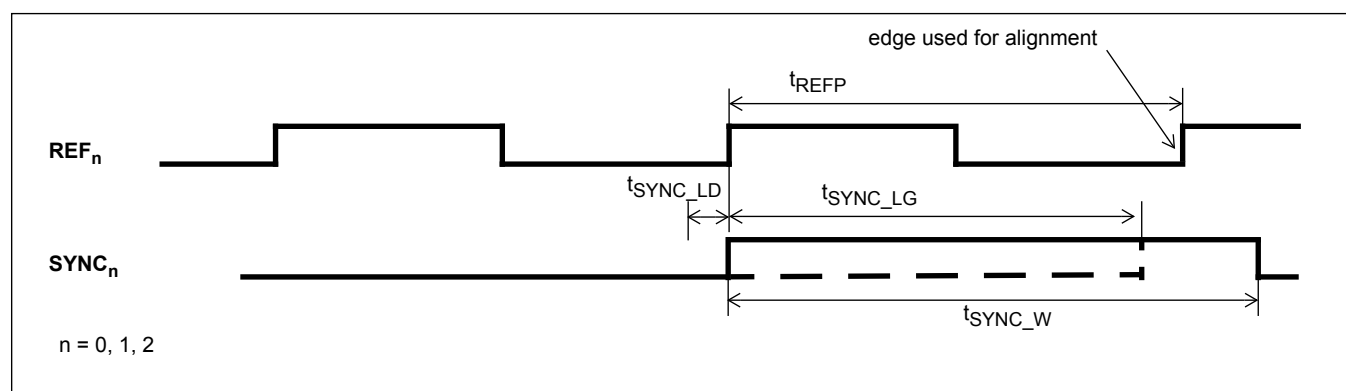 edge used for alignment
tREFP
REFn
tSYNC_LD
tSYNC_LG
SYNCn
tSYNC_W
n = 0, 1, 2